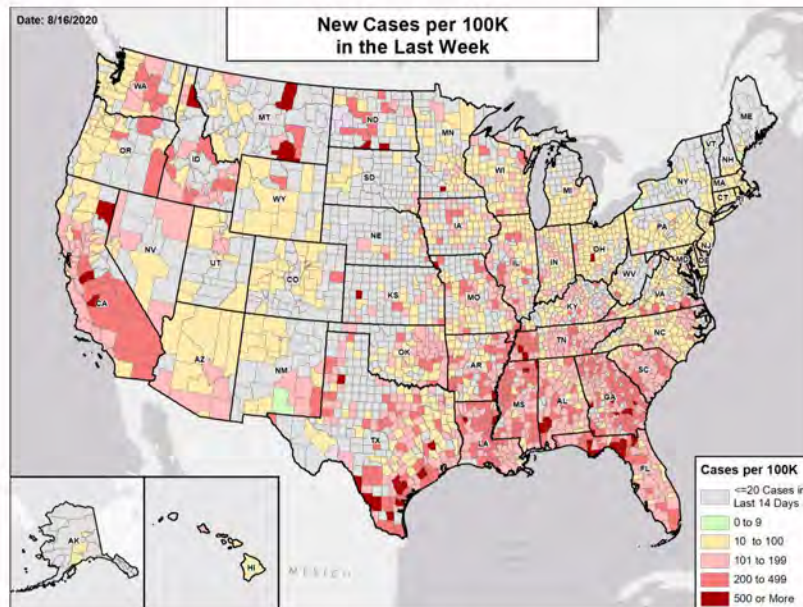 Date: 8/16/2020
New Cases per 100K
in the Last Week
WA
MT
ND
MN
ME
OR
ID
WI
VT
NH
SD
NY
MA
WY
MI
CT
IA
PA
NE
NJ
NV
OH
MD
DE
UT
IL
IN
CO
WV
CA
KS
MO
VA
KY
NC
TN
OK
AZ
NM
AR
SC
MS
AL
GA
TX
LA
FL
AK
HI
MEXICO
Cases per 100K
<=20 Cases in
Last 14 Days
0 to 9
10 to 100
101 to 199
200 to 499
500 or More